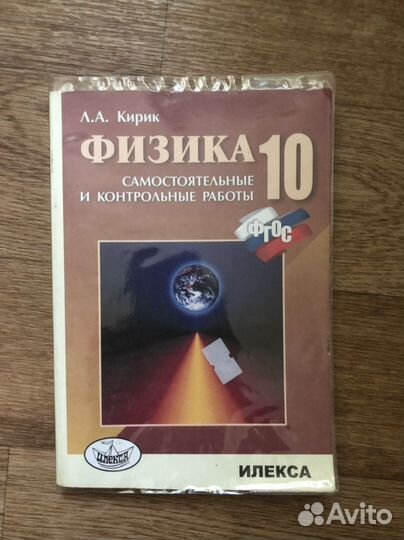 Л.А. Кирик
ФИЗИКА 10
САМОСТОЯТЕЛЬНЫЕ
И КОНТРОЛЬНЫЕ РАБОТЫ
ФГОС
ИЛЕКСА
ИЛЕКСА
Avito